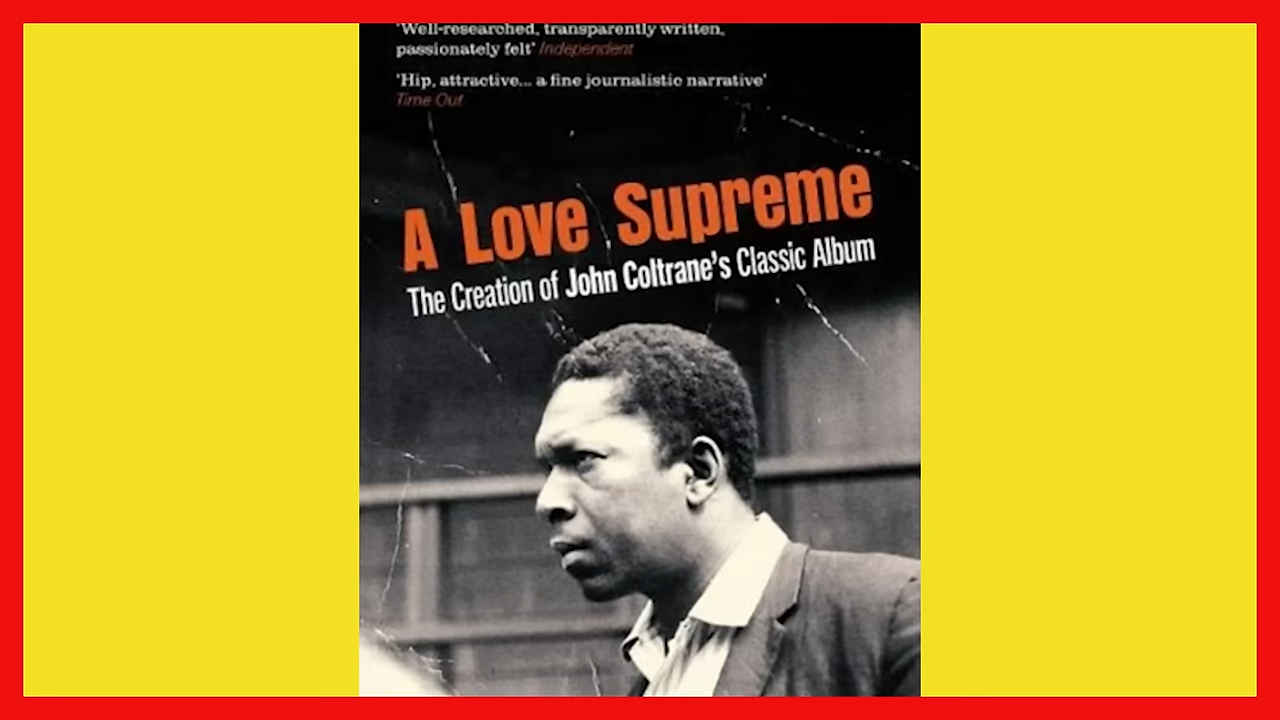 'Well-researched, transparently written,
passionately felt' Independent
'Hip, attractive... a fine journalistic narrative'
Time Out
A Love Supreme
The Creation of John Coltrane's Classic Album